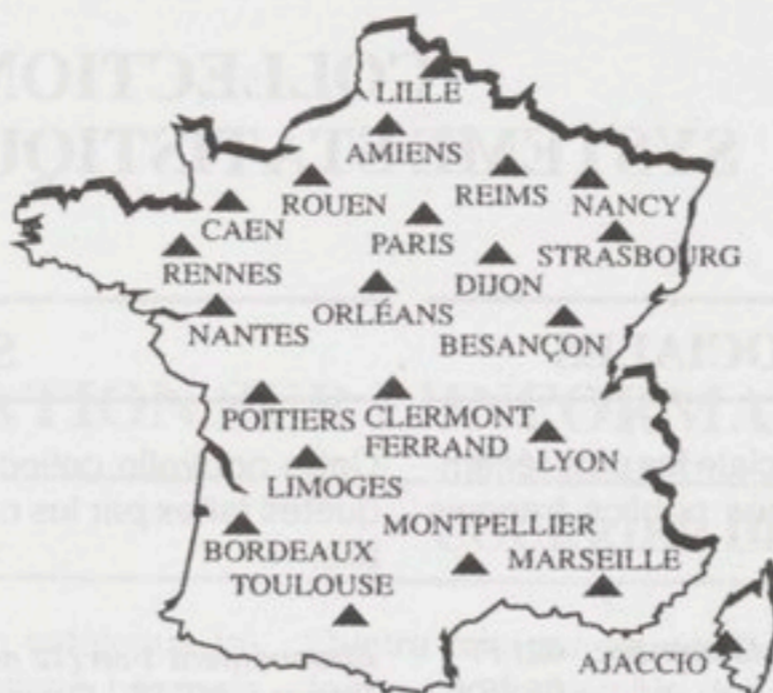 LILLE
AMIENS
ROUEN
REIMS
NANCY
CAEN
PARIS
STRASBOURG
RENNES
DIJON
ORLÉANS
NANTES
BESANÇON
POITIERS
CLERMONT
FERRAND
LYON
LIMOGES
MONTPELLIER
BORDEAUX
MARSEILLE
TOULOUSE
AJACCIO